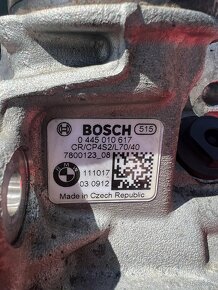 BOSCH 515
0 445 010 617
CR/CP4S2/L70/40
7800123_08
111017
03 0912
Made in Czech Republic